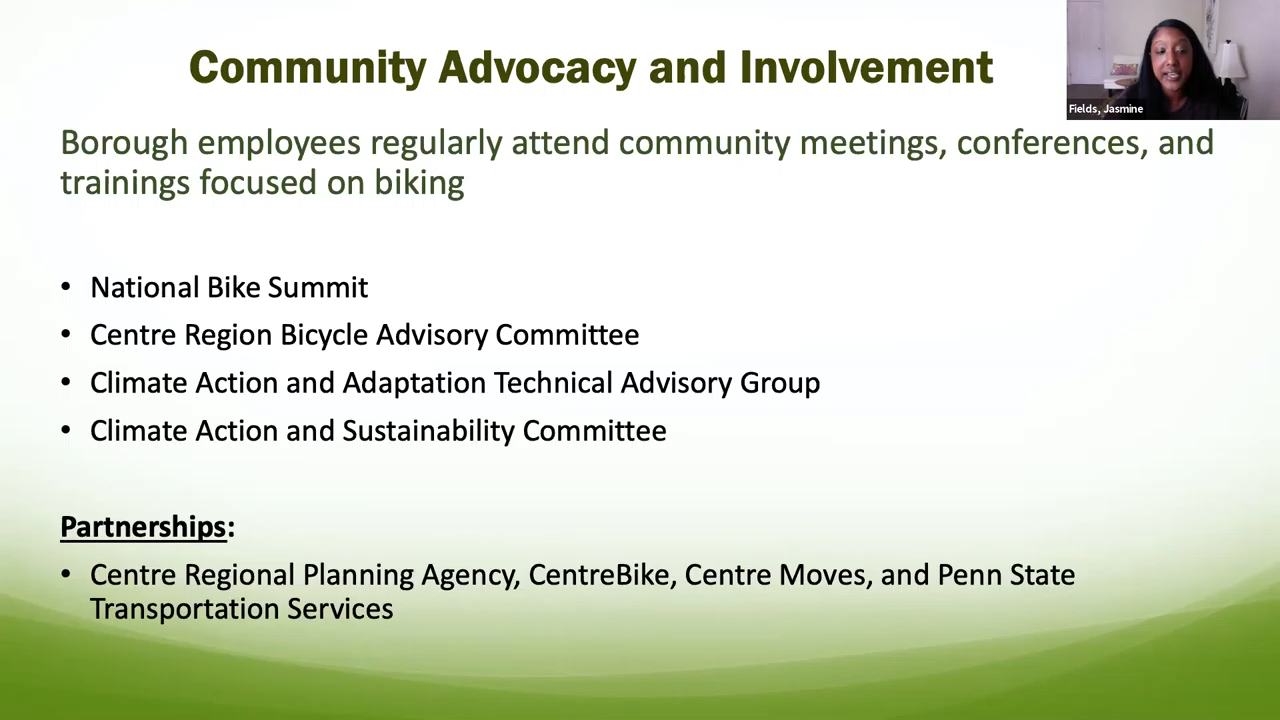 Community Advocacy and Involvement
Fields, Jasmine
Borough employees regularly attend community meetings, conferences, and
trainings focused on biking
• National Bike Summit
• Centre Region Bicycle Advisory Committee
• Climate Action and Adaptation Technical Advisory Group
• Climate Action and Sustainability Committee
Partnerships:
• Centre Regional Planning Agency, CentreBike, Centre Moves, and Penn State
Transportation Services